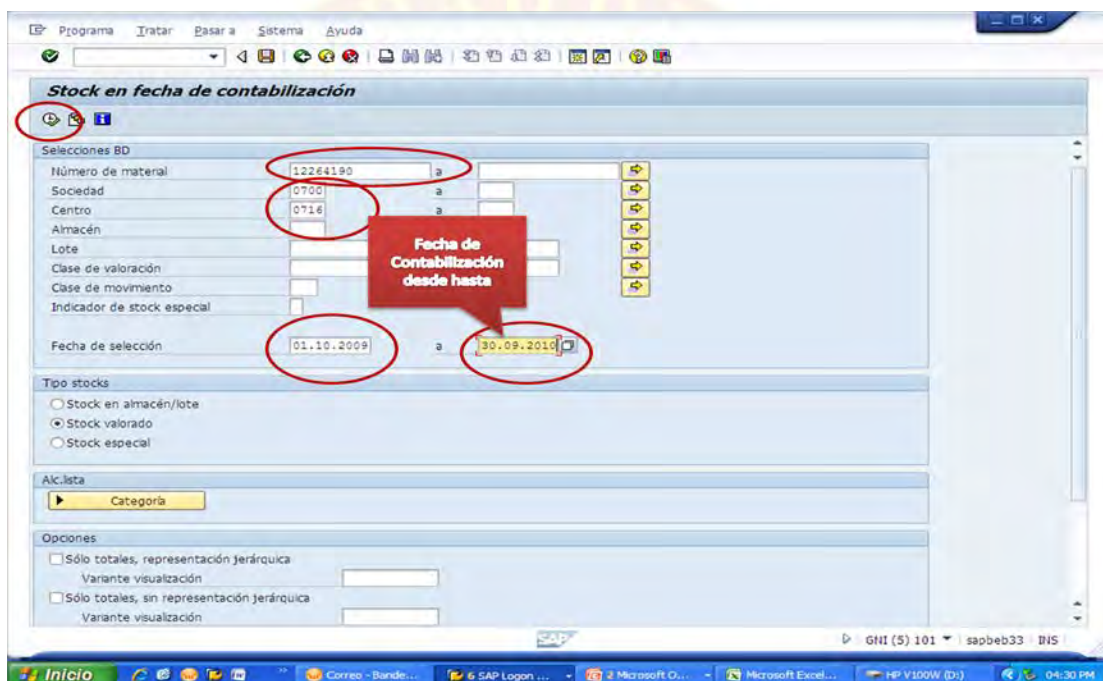 Programa Tratar Pasar a Sistema Ayuda
Stock en fecha de contabilización
Selecciones BD
Número de material 12264190 a
Sociedad 0700 a
Centro 0716 a
Almacén
Lote
Clase de valoración
Clase de movimiento
Indicador de stock especial
Fecha de
Contabilización
desde hasta
Fecha de selección 01.10.2009 a 30.09.2010
Tipo stocks
Stock en almacén/lote
Stock valorado
Stock especial
Alc.lista
Categoría
Opciones
Sólo totales, representación jerárquica
Variante visualización
Sólo totales, sin representación jerárquica
Variante visualización
SAP
GNI (5) 101 sapbeb33 INS
Inicio Correo - Bande... 6 SAP Logon ... 2 Microsoft O... Microsoft Excel... HP V100W (D:) 04:30 PM